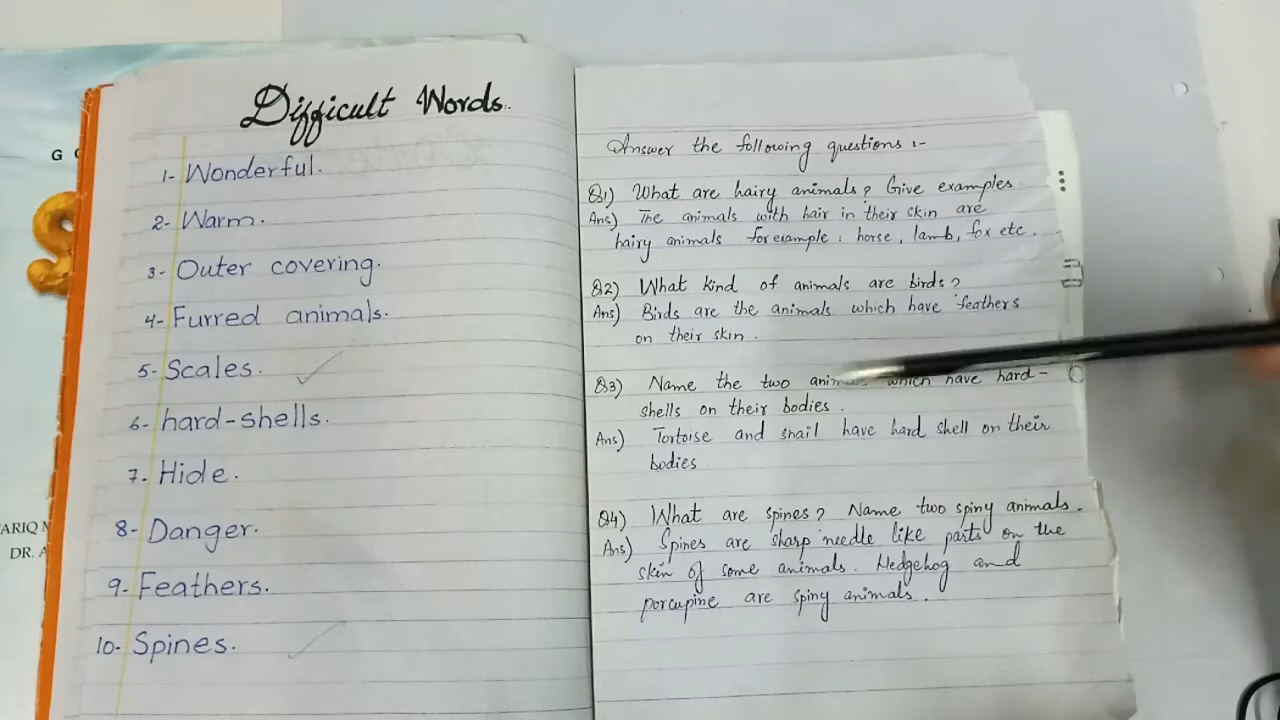 Difficult Words.
1- Wonderful.
2- Warm.
3- Outer covering.
4- Furred animals.
5- Scales.
6- hard-shells.
7- Hide.
8- Danger.
9- Feathers.
10- Spines.
Answer the following questions :-
Q1) What are hairy animals? Give examples
Ans) The animals with hair in their skin are
hairy animals for example : horse, lamb, fox etc.
Q2) What kind of animals are birds?
Ans) Birds are the animals which have feathers
on their skin.
Q3) Name the two which have hard-
shells on their bodies.
Ans) Tortoise and snail have hard shell on their
bodies
Q4) What are spines? Name two spiny animals.
Ans) Spines are sharp needle like parts on the
skin of some animals. Hedgehog and
porcupine are spiny animals.
ARIQ
DR. A